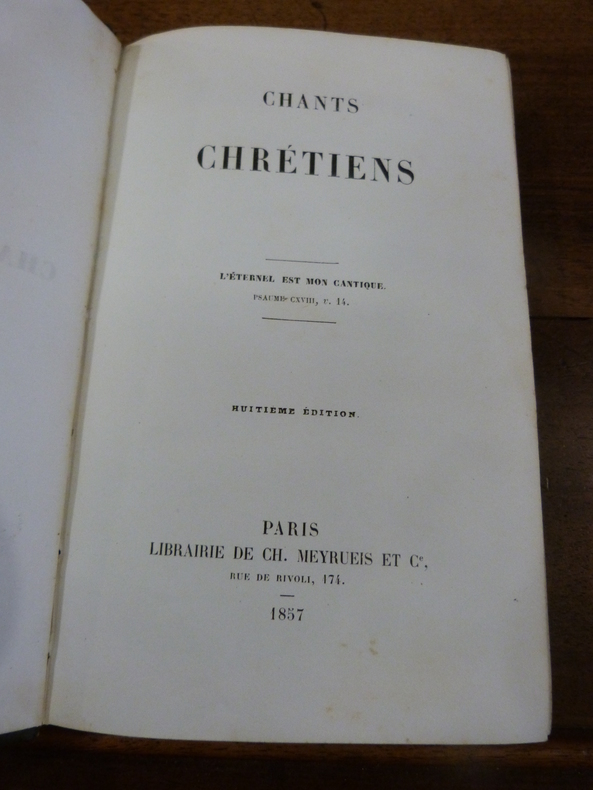 CHANTS
CHRÉTIENS
L'ÉTERNEL EST MON CANTIQUE.
PSAUME CXVIII, v. 14.
HUITIEME ÉDITION.
PARIS
LIBRAIRIE DE CH. MEYRUEIS ET Cᵉ,
RUE DE RIVOLI, 174.
1857